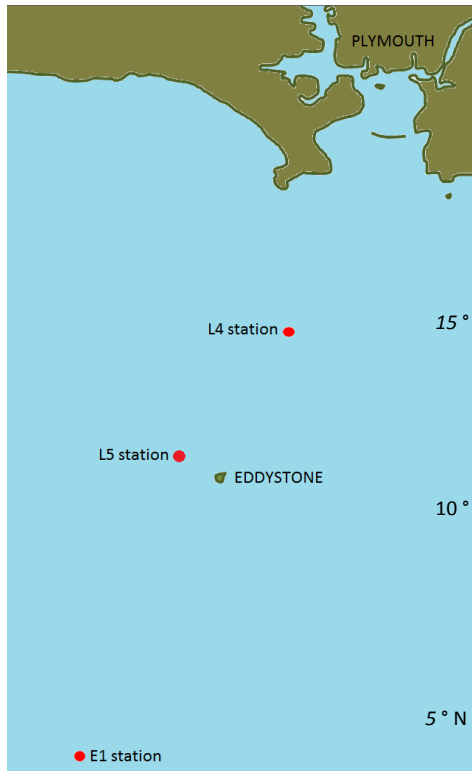 PLYMOUTH
L4 station
15 °
L5 station
EDDYSTONE
10 °
5 ° N
E1 station